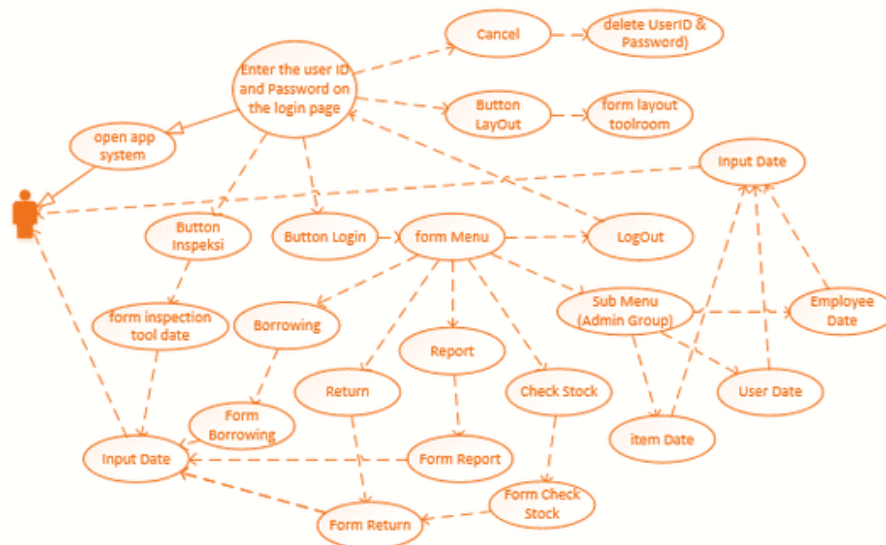 Cancel
delete UserID &
Password)
Enter the user ID
and Password on
the login page
Button
LayOut
form layout
toolroom
open app
system
Input Date
Button
Inspeksi
Button Login
form Menu
LogOut
form inspection
tool date
Borrowing
Sub Menu
(Admin Group)
Employee
Date
Report
Return
Check Stock
User Date
Form
Borrowing
item Date
Input Date
Form Report
Form Check
Stock
Form Return